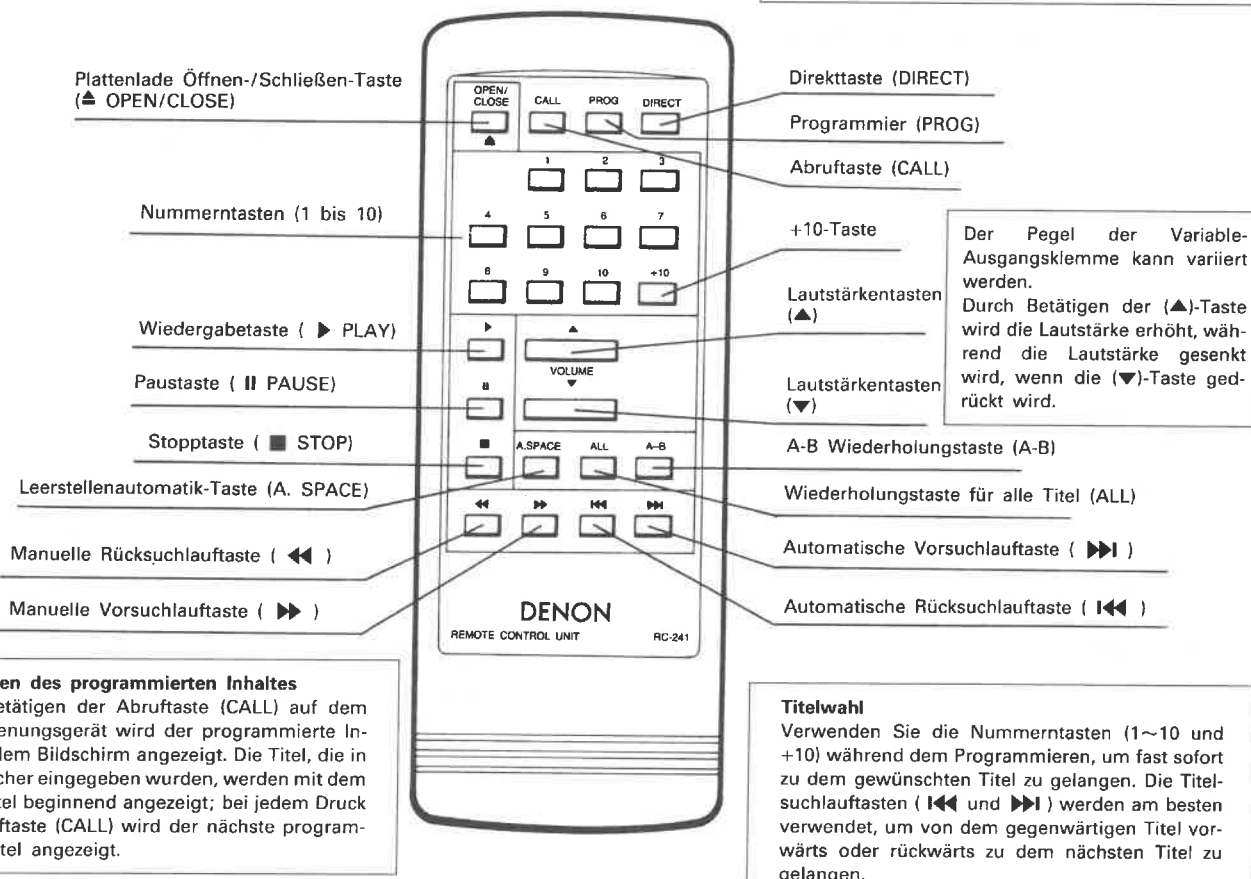 Plattenlade Öffnen-/Schließen-Taste
(⏏ OPEN/CLOSE)
Nummerntasten (1 bis 10)
Wiedergabetaste ( ▶ PLAY)
Paustaste ( II PAUSE)
Stopptaste ( ■ STOP)
Leerstellenautomatik-Taste (A. SPACE)
Manuelle Rücksuchlauftaste ( ◀◀ )
Manuelle Vorsuchlauftaste ( ▶▶ )
OPEN/
CLOSE
CALL PROG DIRECT
⏏
1 2 3
4 5 6 7
8 9 10 +10
▶ ▲
VOLUME
II ▼
■ A.SPACE ALL A–B
◀◀ ▶▶ I◀◀ ▶▶I
DENON
REMOTE CONTROL UNIT RC-241
Direkttaste (DIRECT)
Programmier (PROG)
Abruftaste (CALL)
+10-Taste
Lautstärkentasten
(▲)
Lautstärkentasten
(▼)
A-B Wiederholungstaste (A-B)
Wiederholungstaste für alle Titel (ALL)
Automatische Vorsuchlauftaste ( ▶▶I )
Automatische Rücksuchlauftaste ( I◀◀ )
Der Pegel der Variable-
Ausgangsklemme kann variiert
werden.
Durch Betätigen der (▲)-Taste
wird die Lautstärke erhöht, wäh-
rend die Lautstärke gesenkt
wird, wenn die (▼)-Taste ged-
rückt wird.
en des programmierten Inhaltes
etätigen der Abruftaste (CALL) auf dem
enungsgerät wird der programmierte In-
dem Bildschirm angezeigt. Die Titel, die in
cher eingegeben wurden, werden mit dem
tel beginnend angezeigt; bei jedem Druck
ftaste (CALL) wird der nächste program-
tel angezeigt.
Titelwahl
Verwenden Sie die Nummerntasten (1~10 und
+10) während dem Programmieren, um fast sofort
zu dem gewünschten Titel zu gelangen. Die Titel-
suchlauftasten ( I◀◀ und ▶▶I ) werden am besten
verwendet, um von dem gegenwärtigen Titel vor-
wärts oder rückwärts zu dem nächsten Titel zu
gelangen.